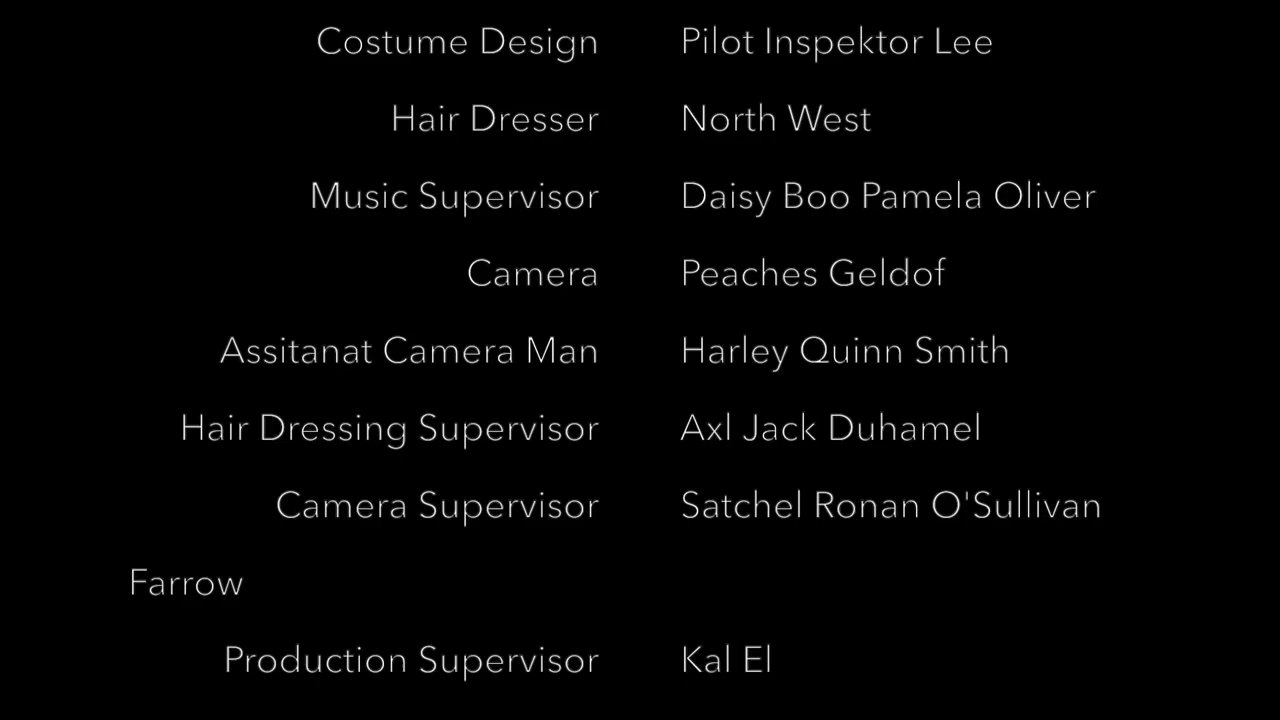 Costume Design Pilot Inspektor Lee
Hair Dresser North West
Music Supervisor Daisy Boo Pamela Oliver
Camera Peaches Geldof
Assitanat Camera Man Harley Quinn Smith
Hair Dressing Supervisor Axl Jack Duhamel
Camera Supervisor Satchel Ronan O'Sullivan
Farrow
Production Supervisor Kal El